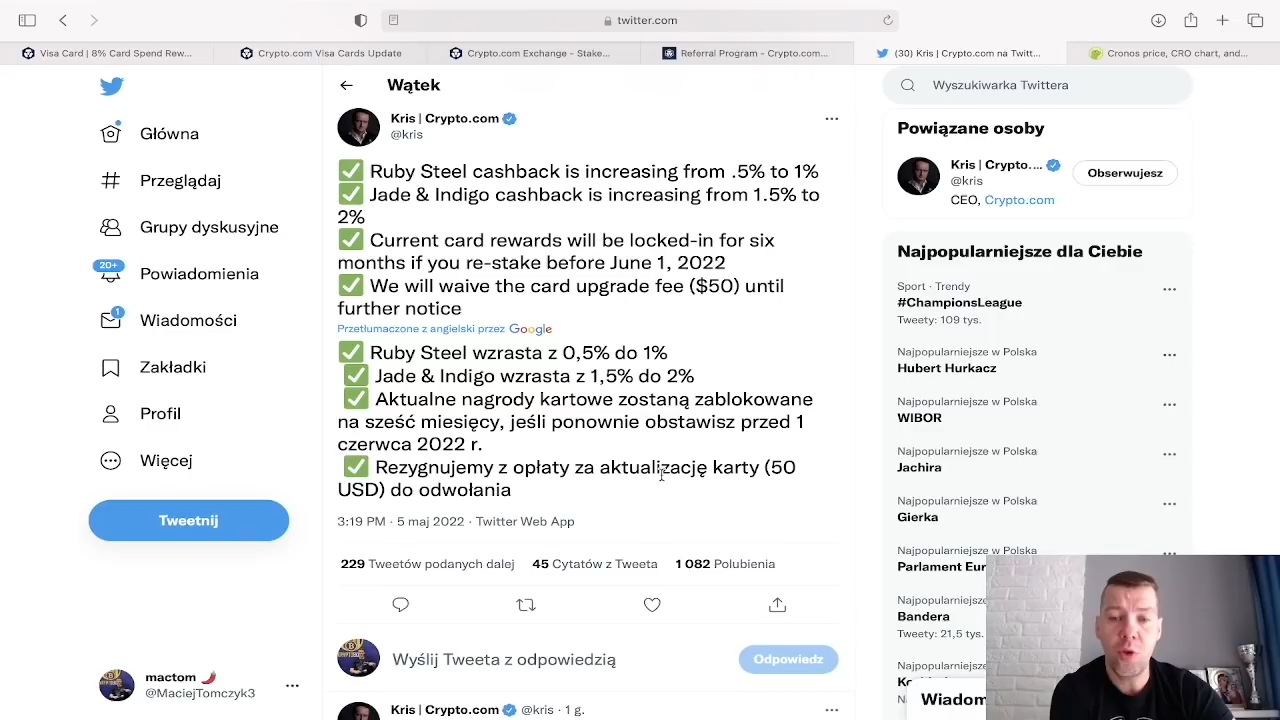 twitter.com
Visa Card | 8% Card Spend Rew...
Crypto.com Visa Cards Update
Crypto.com Exchange – Stake...
Referral Program – Crypto.com...
(30) Kris | Crypto.com na Twitt...
Cronos price, CRO chart, and...
Główna
Przeglądaj
Grupy dyskusyjne
20+
Powiadomienia
1
Wiadomości
Zakładki
Profil
Więcej
Tweetnij
mactom 🌶️
@MaciejTomczyk3
Wątek
Kris | Crypto.com
@kris
✅ Ruby Steel cashback is increasing from .5% to 1%
✅ Jade & Indigo cashback is increasing from 1.5% to
2%
✅ Current card rewards will be locked-in for six
months if you re-stake before June 1, 2022
✅ We will waive the card upgrade fee ($50) until
further notice
Przetłumaczone z angielski przez Google
✅ Ruby Steel wzrasta z 0,5% do 1%
✅ Jade & Indigo wzrasta z 1,5% do 2%
✅ Aktualne nagrody kartowe zostaną zablokowane
na sześć miesięcy, jeśli ponownie obstawisz przed 1
czerwca 2022 r.
✅ Rezygnujemy z opłaty za aktualizację karty (50
USD) do odwołania
3:19 PM · 5 maj 2022 · Twitter Web App
229 Tweetów podanych dalej 45 Cytatów z Tweeta 1 082 Polubienia
Wyślij Tweeta z odpowiedzią
Odpowiedz
Kris | Crypto.com @kris · 1 g.
Wyszukiwarka Twittera
Powiązane osoby
Kris | Crypto....
@kris
Obserwujesz
CEO, Crypto.com
Najpopularniejsze dla Ciebie
Sport · Trendy
#ChampionsLeague
Tweety: 109 tys.
Najpopularniejsze w Polska
Hubert Hurkacz
Najpopularniejsze w Polska
WIBOR
Najpopularniejsze w Polska
Jachira
Najpopularniejsze w Polska
Gierka
Najpopularniejsze w Polska
Parlament Eur
Najpopularniejsze
Bandera
Tweety: 21,5 tys.
Najpopularniejsze
Wiadom